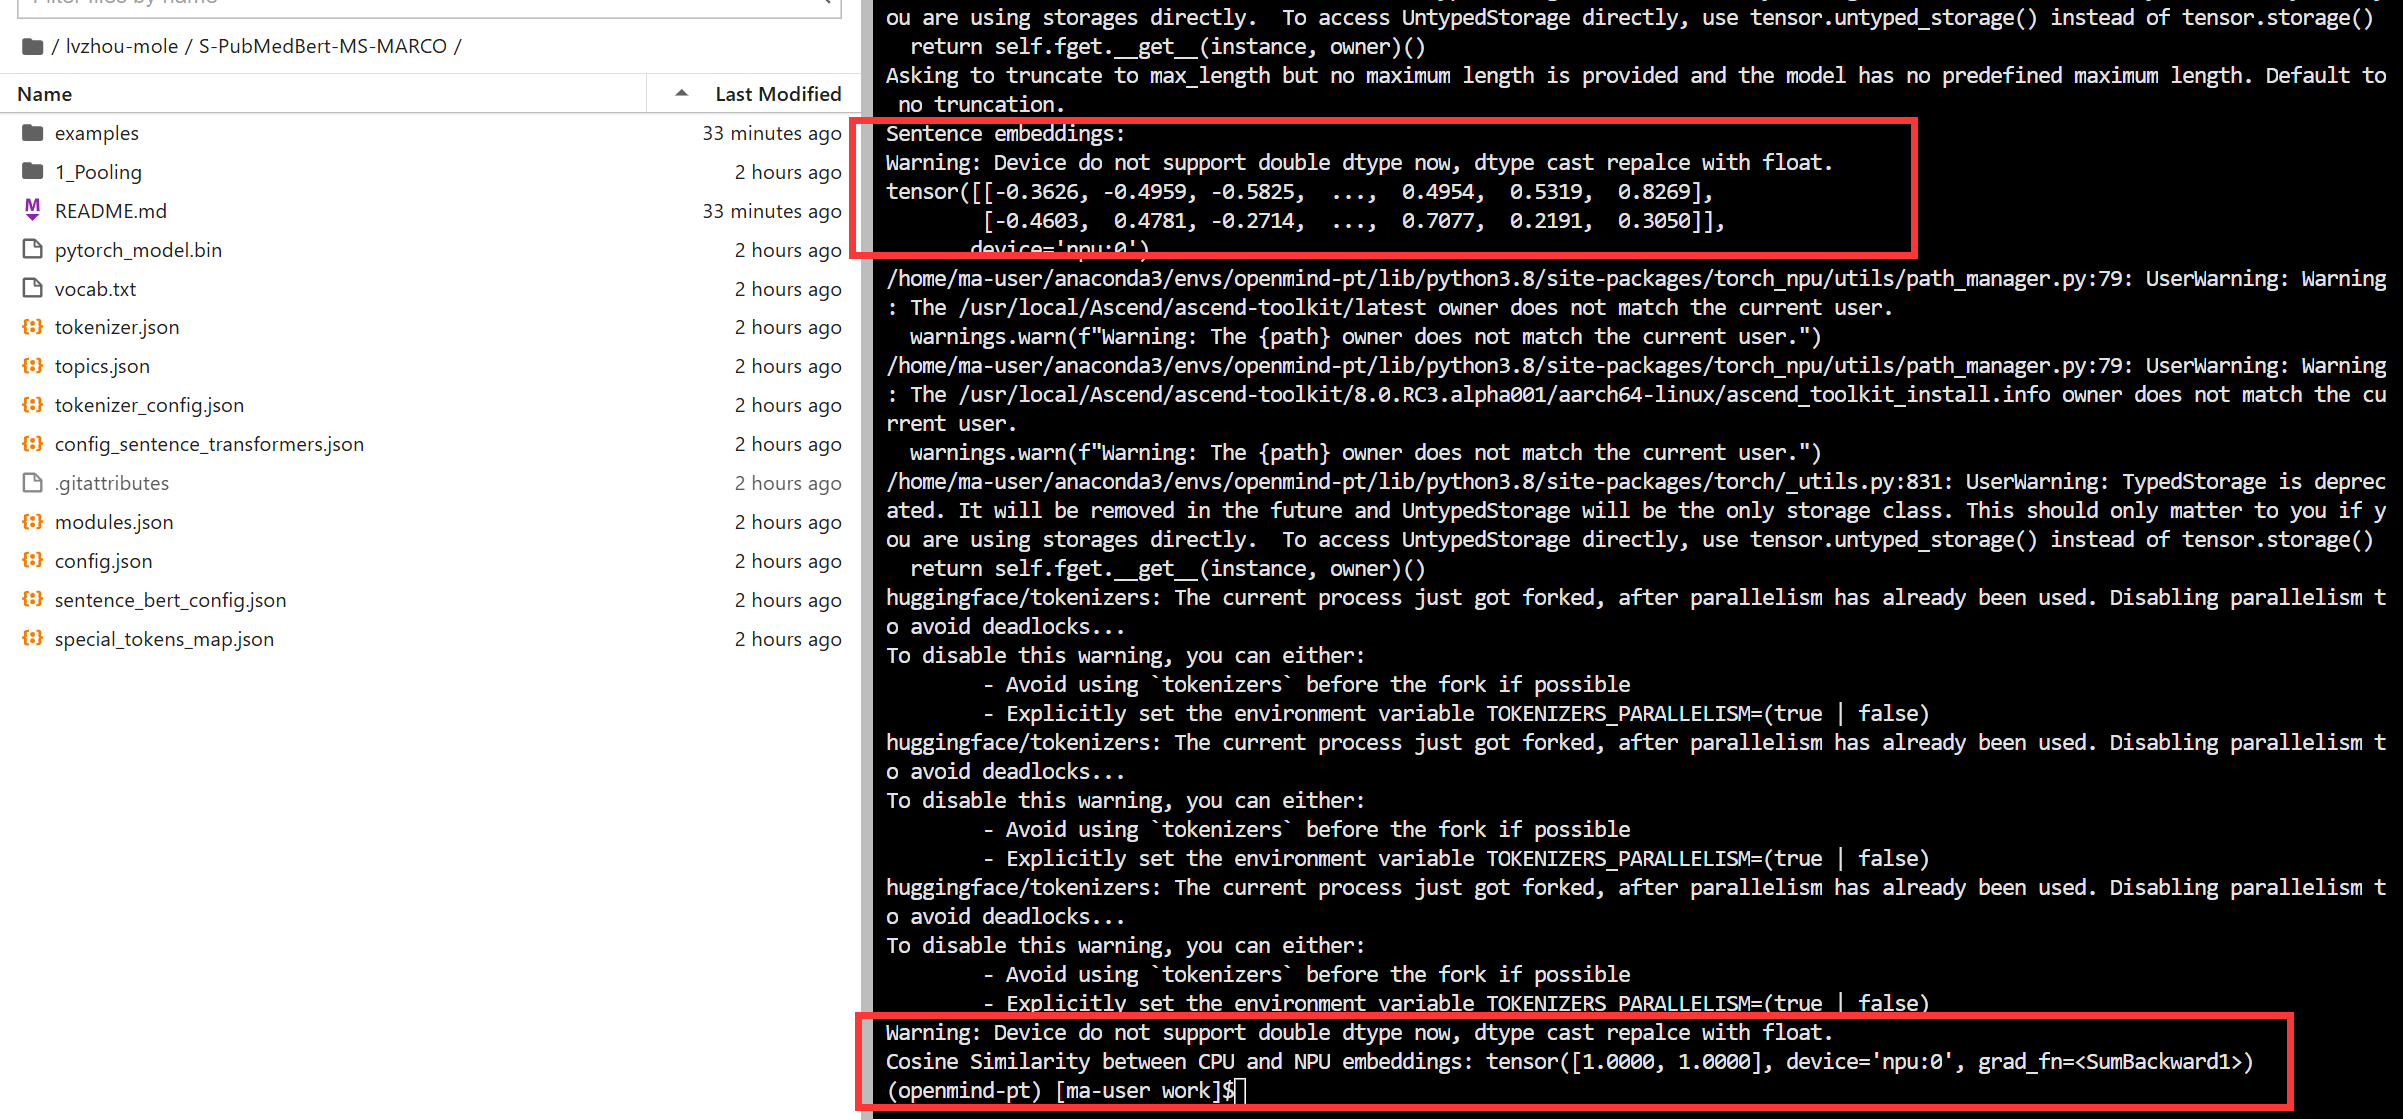 Filter files by name
/ lvzhou-mole / S-PubMedBert-MS-MARCO /
Name Last Modified
examples 33 minutes ago
1_Pooling 2 hours ago
README.md 33 minutes ago
pytorch_model.bin 2 hours ago
vocab.txt 2 hours ago
tokenizer.json 2 hours ago
topics.json 2 hours ago
tokenizer_config.json 2 hours ago
config_sentence_transformers.json 2 hours ago
.gitattributes 2 hours ago
modules.json 2 hours ago
config.json 2 hours ago
sentence_bert_config.json 2 hours ago
special_tokens_map.json 2 hours ago
ou are using storages directly.  To access UntypedStorage directly, use tensor.untyped_storage() instead of tensor.storage()
  return self.fget.__get__(instance, owner)()
Asking to truncate to max_length but no maximum length is provided and the model has no predefined maximum length. Default to
 no truncation.
Sentence embeddings:
Warning: Device do not support double dtype now, dtype cast repalce with float.
tensor([[-0.3626, -0.4959, -0.5825,  ...,  0.4954,  0.5319,  0.8269],
        [-0.4603,  0.4781, -0.2714,  ...,  0.7077,  0.2191,  0.3050]],
       device='npu:0')
/home/ma-user/anaconda3/envs/openmind-pt/lib/python3.8/site-packages/torch_npu/utils/path_manager.py:79: UserWarning: Warning
: The /usr/local/Ascend/ascend-toolkit/latest owner does not match the current user.
  warnings.warn(f"Warning: The {path} owner does not match the current user.")
/home/ma-user/anaconda3/envs/openmind-pt/lib/python3.8/site-packages/torch_npu/utils/path_manager.py:79: UserWarning: Warning
: The /usr/local/Ascend/ascend-toolkit/8.0.RC3.alpha001/aarch64-linux/ascend_toolkit_install.info owner does not match the cu
rrent user.
  warnings.warn(f"Warning: The {path} owner does not match the current user.")
/home/ma-user/anaconda3/envs/openmind-pt/lib/python3.8/site-packages/torch/_utils.py:831: UserWarning: TypedStorage is deprec
ated. It will be removed in the future and UntypedStorage will be the only storage class. This should only matter to you if y
ou are using storages directly.  To access UntypedStorage directly, use tensor.untyped_storage() instead of tensor.storage()
  return self.fget.__get__(instance, owner)()
huggingface/tokenizers: The current process just got forked, after parallelism has already been used. Disabling parallelism t
o avoid deadlocks...
To disable this warning, you can either:
        - Avoid using `tokenizers` before the fork if possible
        - Explicitly set the environment variable TOKENIZERS_PARALLELISM=(true | false)
huggingface/tokenizers: The current process just got forked, after parallelism has already been used. Disabling parallelism t
o avoid deadlocks...
To disable this warning, you can either:
        - Avoid using `tokenizers` before the fork if possible
        - Explicitly set the environment variable TOKENIZERS_PARALLELISM=(true | false)
huggingface/tokenizers: The current process just got forked, after parallelism has already been used. Disabling parallelism t
o avoid deadlocks...
To disable this warning, you can either:
        - Avoid using `tokenizers` before the fork if possible
        - Explicitly set the environment variable TOKENIZERS_PARALLELISM=(true | false)
Warning: Device do not support double dtype now, dtype cast repalce with float.
Cosine Similarity between CPU and NPU embeddings: tensor([1.0000, 1.0000], device='npu:0', grad_fn=<SumBackward1>)
(openmind-pt) [ma-user work]$